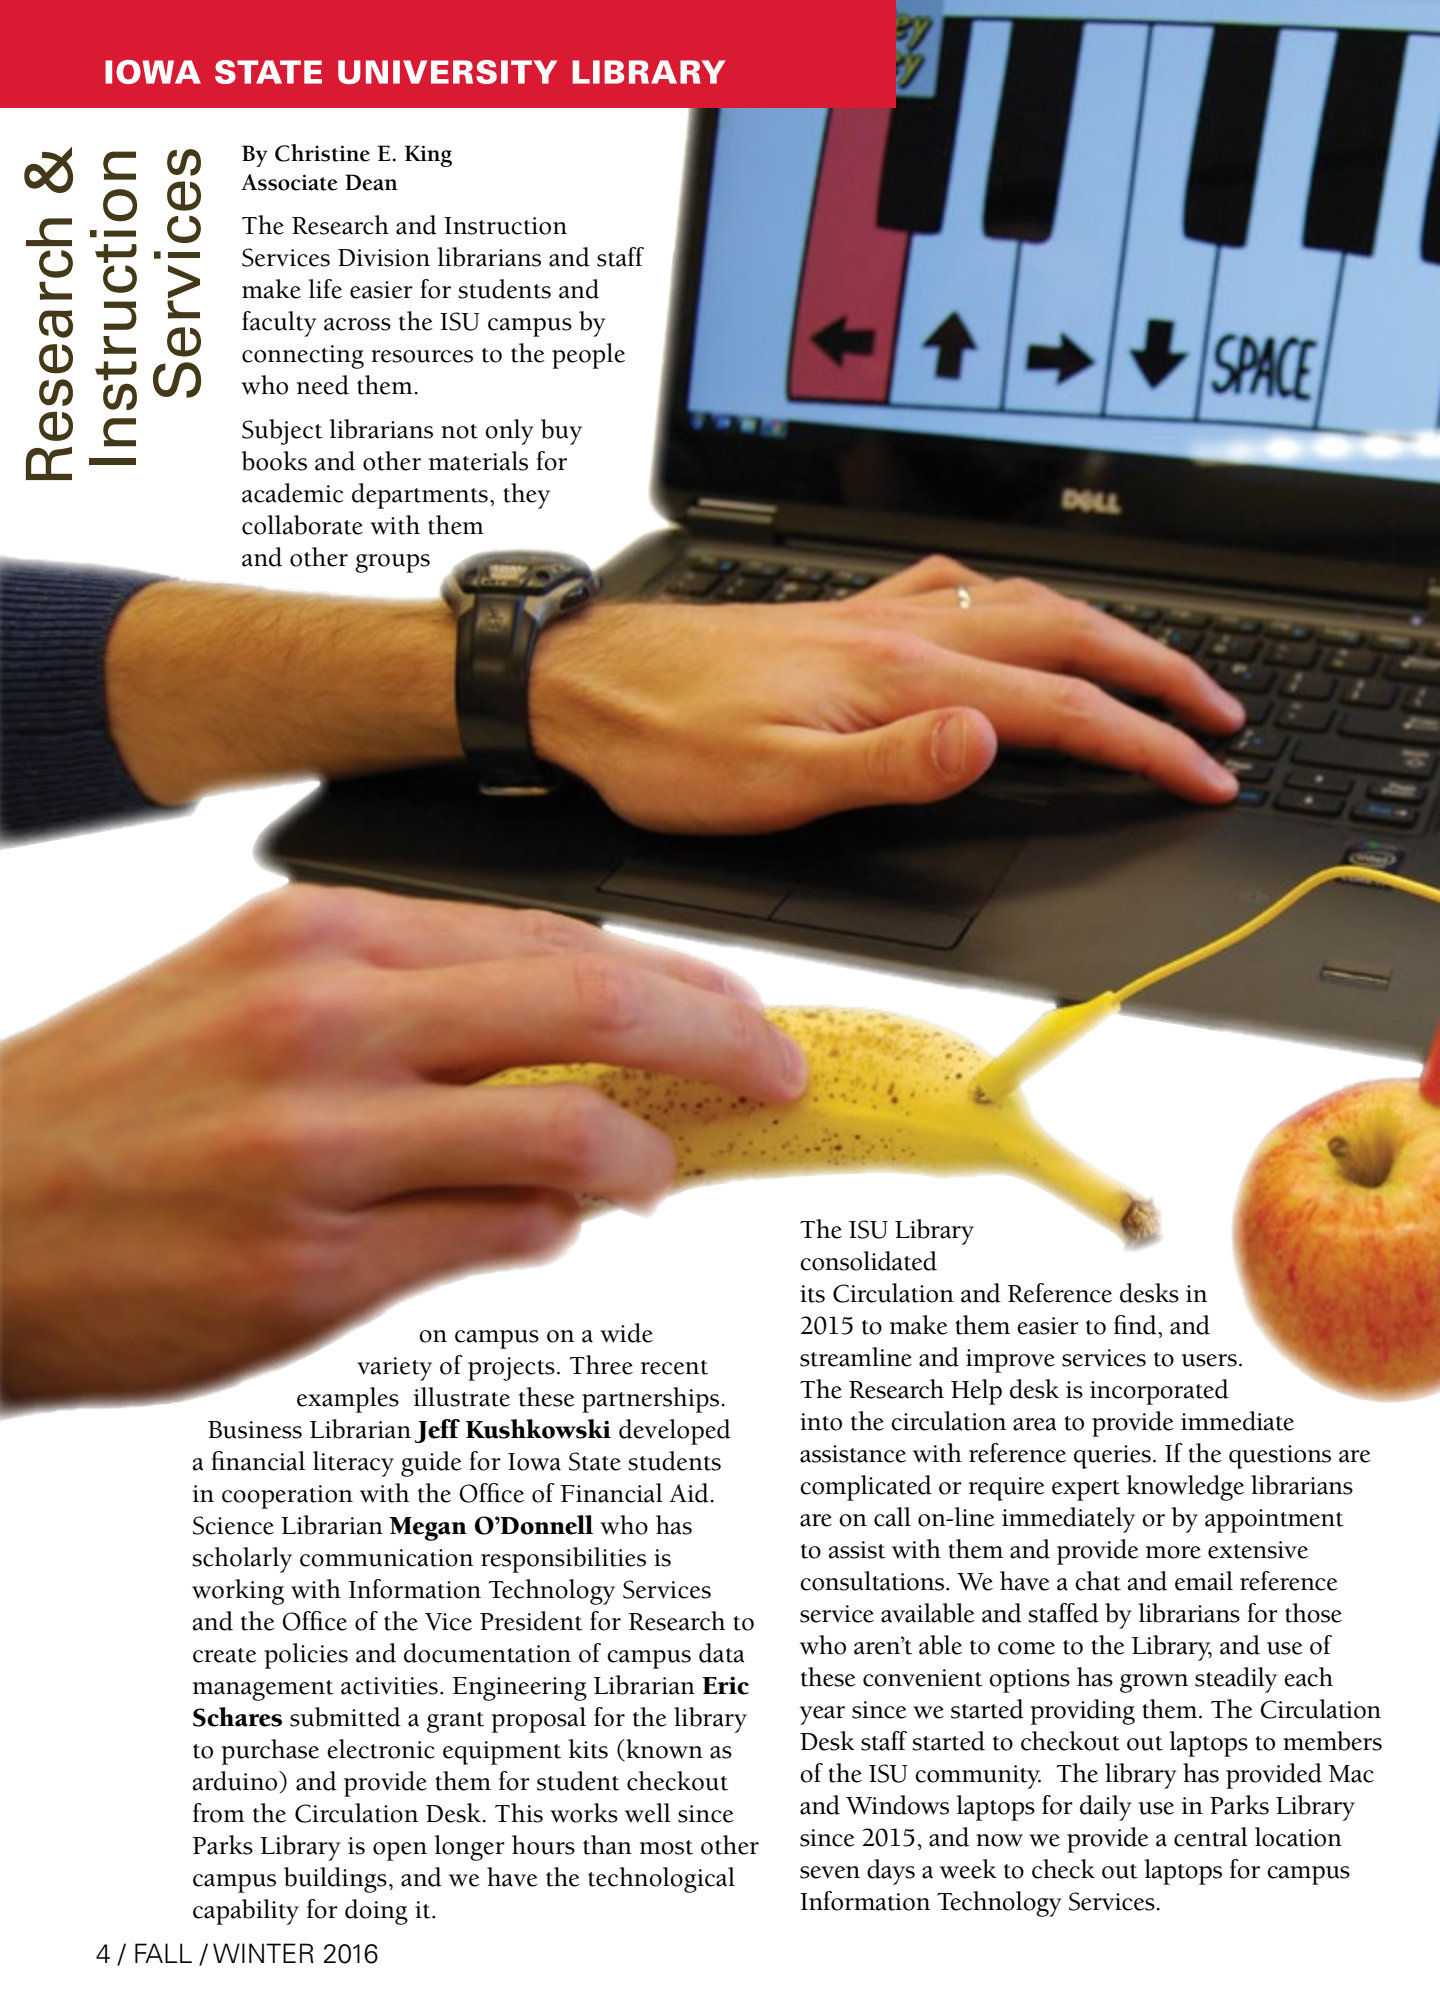 IOWA STATE UNIVERSITY LIBRARY
Research &
Instruction
Services
By Christine E. King
Associate Dean
The Research and Instruction
Services Division librarians and staff
make life easier for students and
faculty across the ISU campus by
connecting resources to the people
who need them.
Subject librarians not only buy
books and other materials for
academic departments, they
collaborate with them
and other groups
SPACE
DELL
on campus on a wide
variety of projects. Three recent
examples illustrate these partnerships.
Business Librarian Jeff Kushkowski developed
a financial literacy guide for Iowa State students
in cooperation with the Office of Financial Aid.
Science Librarian Megan O’Donnell who has
scholarly communication responsibilities is
working with Information Technology Services
and the Office of the Vice President for Research to
create policies and documentation of campus data
management activities. Engineering Librarian Eric
Schares submitted a grant proposal for the library
to purchase electronic equipment kits (known as
arduino) and provide them for student checkout
from the Circulation Desk. This works well since
Parks Library is open longer hours than most other
campus buildings, and we have the technological
capability for doing it.
The ISU Library
consolidated
its Circulation and Reference desks in
2015 to make them easier to find, and
streamline and improve services to users.
The Research Help desk is incorporated
into the circulation area to provide immediate
assistance with reference queries. If the questions are
complicated or require expert knowledge librarians
are on call on-line immediately or by appointment
to assist with them and provide more extensive
consultations. We have a chat and email reference
service available and staffed by librarians for those
who aren’t able to come to the Library, and use of
these convenient options has grown steadily each
year since we started providing them. The Circulation
Desk staff started to checkout out laptops to members
of the ISU community. The library has provided Mac
and Windows laptops for daily use in Parks Library
since 2015, and now we provide a central location
seven days a week to check out laptops for campus
Information Technology Services.
4 / FALL / WINTER 2016